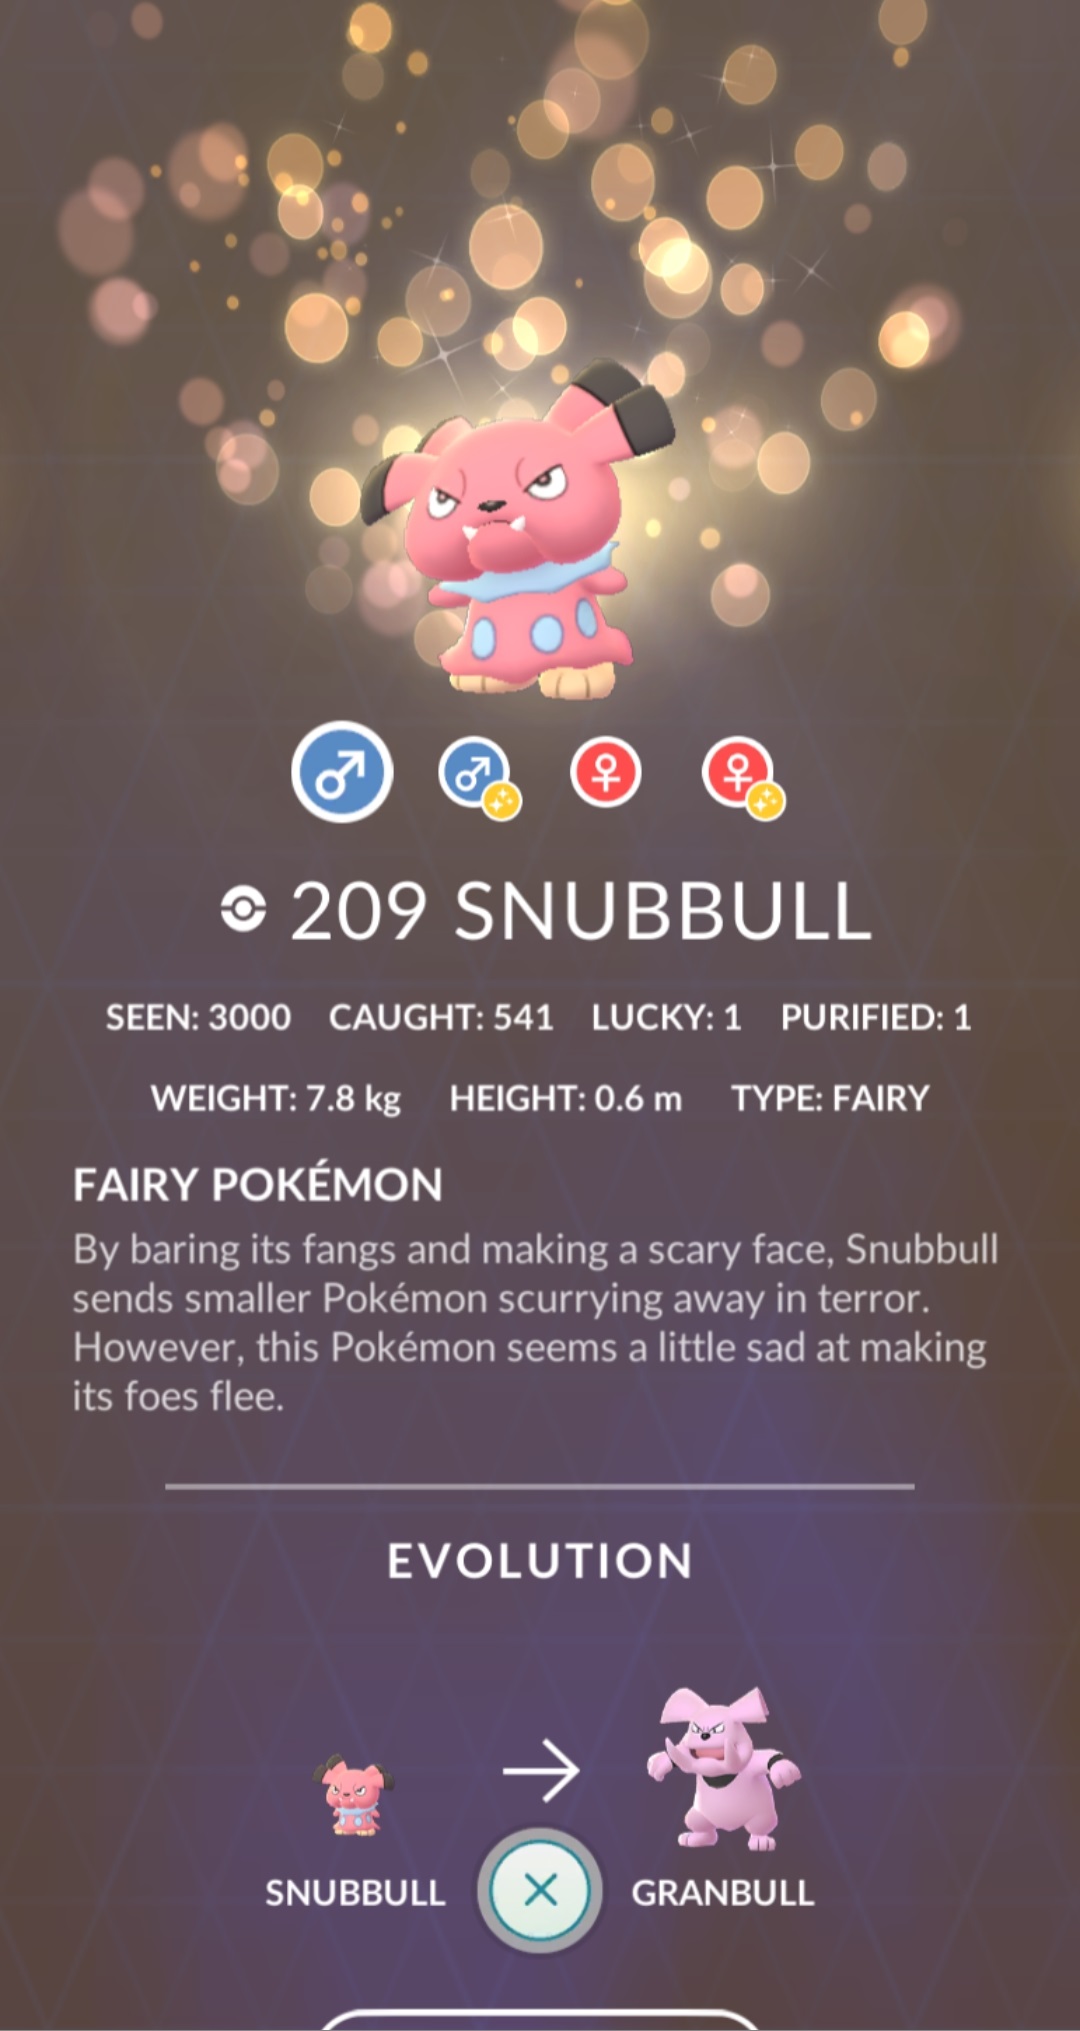 209 SNUBBULL
SEEN: 3000 CAUGHT: 541 LUCKY: 1 PURIFIED: 1
WEIGHT: 7.8 kg HEIGHT: 0.6 m TYPE: FAIRY
FAIRY POKÉMON
By baring its fangs and making a scary face, Snubbull
sends smaller Pokémon scurrying away in terror.
However, this Pokémon seems a little sad at making
its foes flee.
EVOLUTION
SNUBBULL GRANBULL